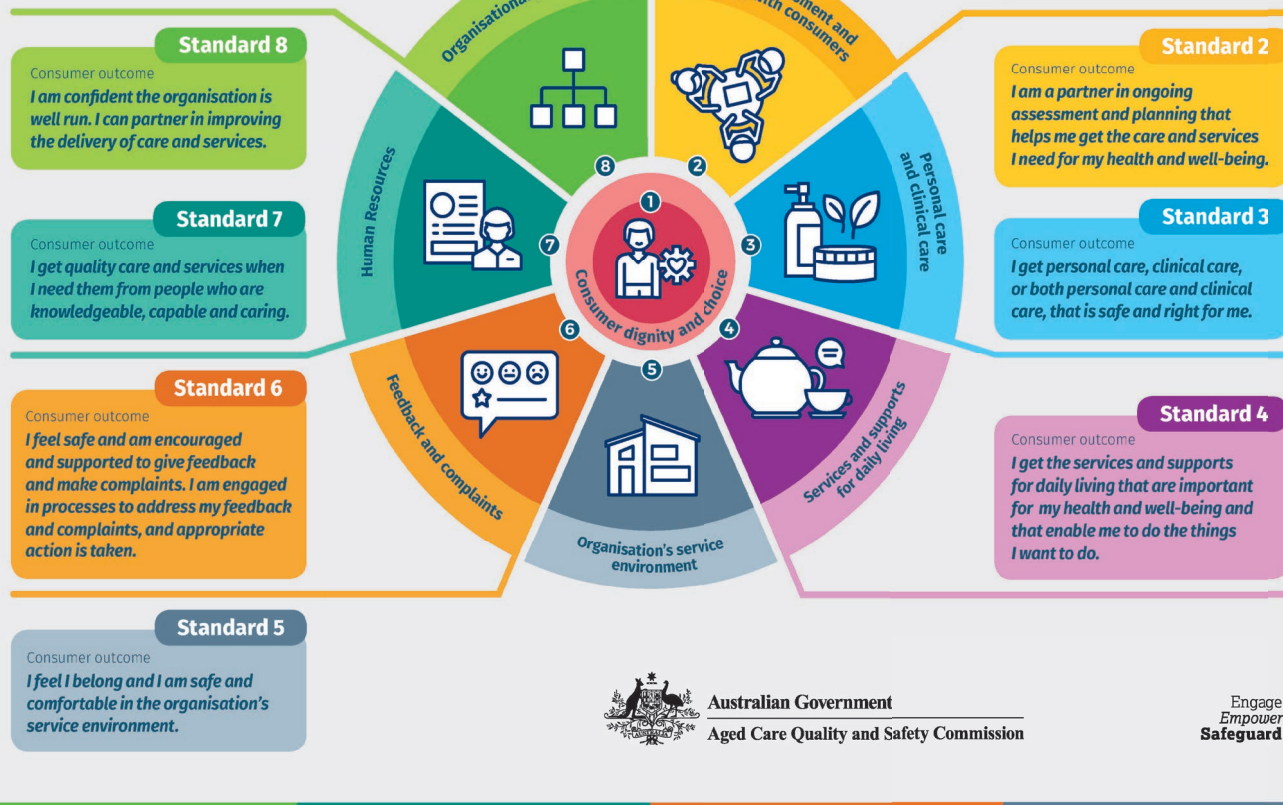 Organisational
ment and
with consumers
Standard 8
Consumer outcome
I am confident the organisation is
well run. I can partner in improving
the delivery of care and services.
Standard 2
Consumer outcome
I am a partner in ongoing
assessment and planning that
helps me get the care and services
I need for my health and well-being.
Human Resources
Personal care
and clinical care
8
2
1
7
3
Consumer dignity and choice
6
4
5
Standard 7
Consumer outcome
I get quality care and services when
I need them from people who are
knowledgeable, capable and caring.
Standard 3
Consumer outcome
I get personal care, clinical care,
or both personal care and clinical
care, that is safe and right for me.
Standard 6
Consumer outcome
I feel safe and am encouraged
and supported to give feedback
and make complaints. I am engaged
in processes to address my feedback
and complaints, and appropriate
action is taken.
Feedback and complaints
Services and supports
for daily living
Standard 4
Consumer outcome
I get the services and supports
for daily living that are important
for my health and well-being and
that enable me to do the things
I want to do.
Organisation's service
environment
Standard 5
Consumer outcome
I feel I belong and I am safe and
comfortable in the organisation's
service environment.
AUSTRALIA
Australian Government
Aged Care Quality and Safety Commission
Engage
Empower
Safeguard